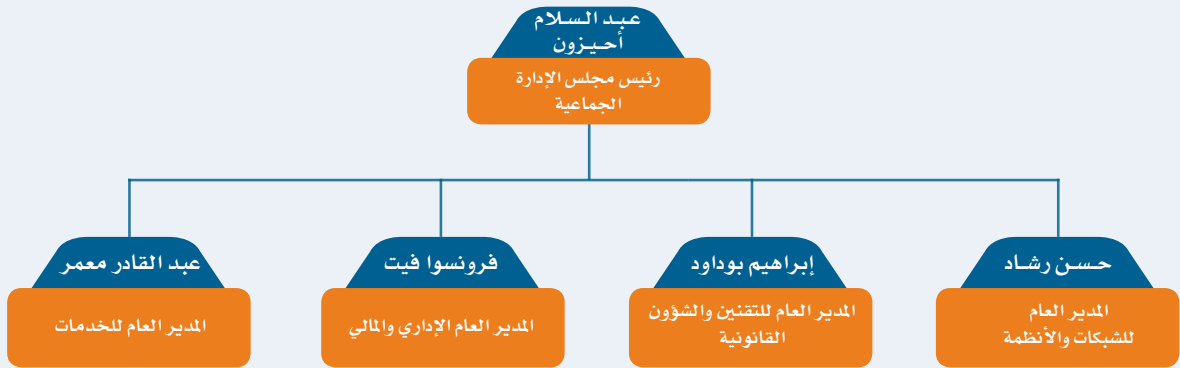 عبد السلام
أحيزون
رئيس مجلس الإدارة
الجماعية
حسن رشاد
المدير العام
للشبكات والأنظمة
إبراهيم بوداود
المدير العام للتقنين والشؤون
القانونية
فرونسوا فيت
المدير العام الإداري والمالي
عبد القادر معمر
المدير العام للخدمات